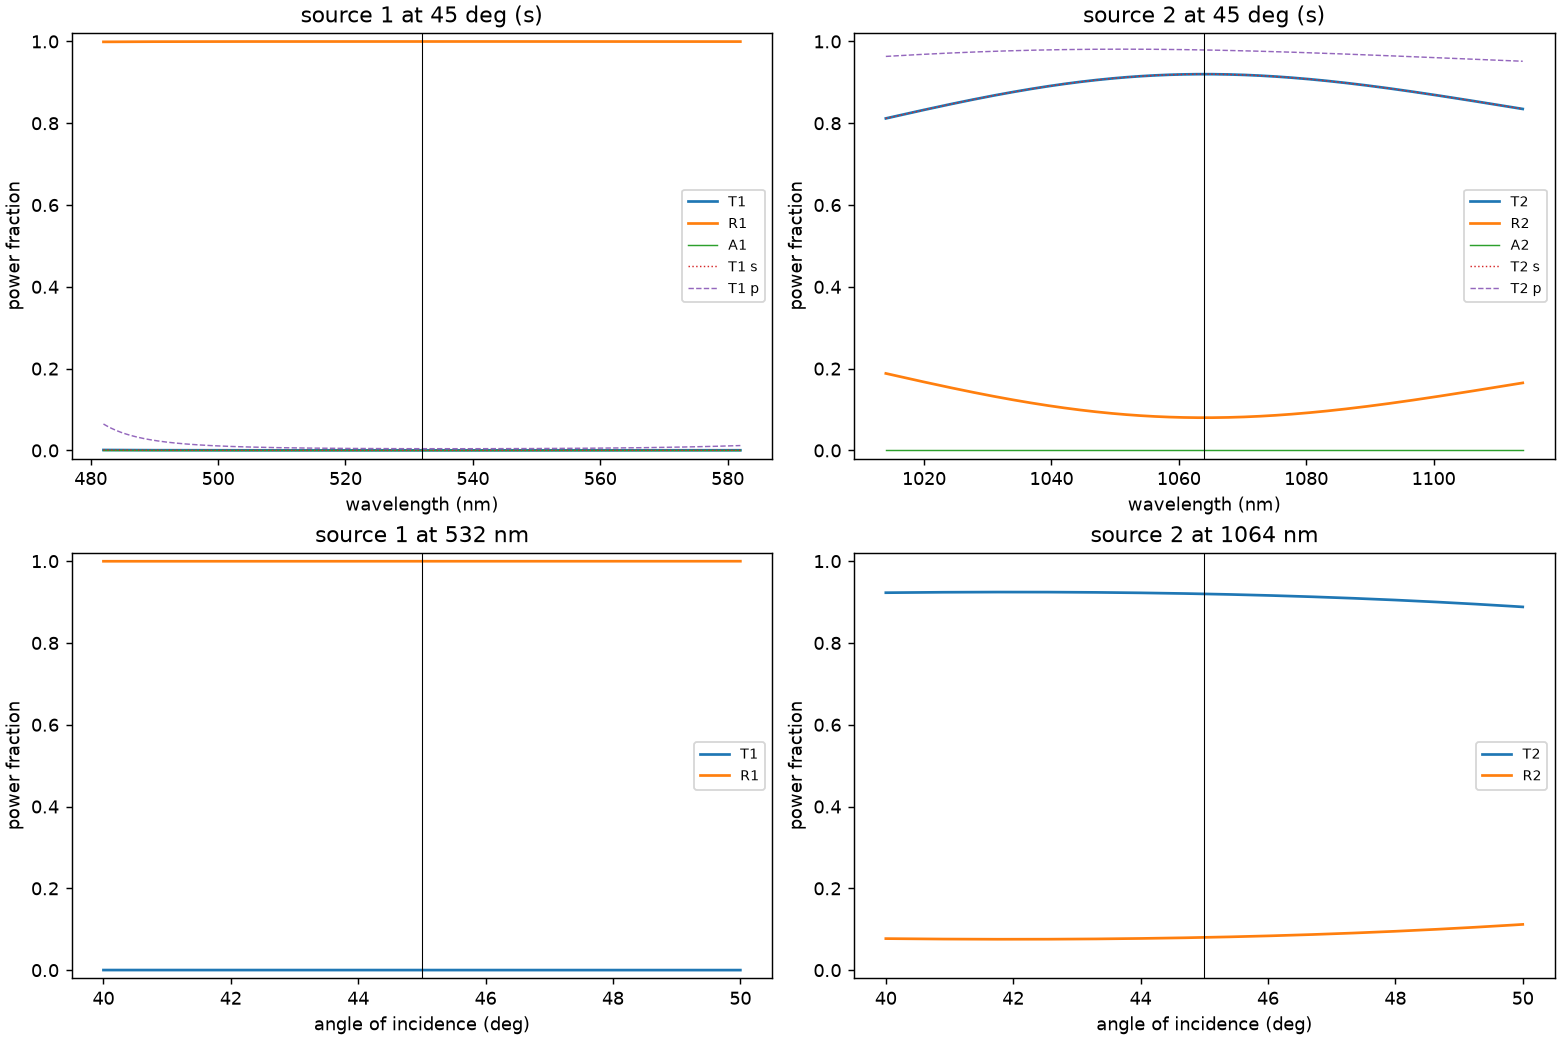 source 1 at 45 deg (s)
1.0
0.8
0.6
0.4
0.2
0.0
power fraction
T1
R1
A1
T1 s
T1 p
480 500 520 540 560 580
wavelength (nm)
source 2 at 45 deg (s)
1.0
0.8
0.6
0.4
0.2
0.0
power fraction
T2
R2
A2
T2 s
T2 p
1020 1040 1060 1080 1100
wavelength (nm)
source 1 at 532 nm
1.0
0.8
0.6
0.4
0.2
0.0
power fraction
T1
R1
40 42 44 46 48 50
angle of incidence (deg)
source 2 at 1064 nm
1.0
0.8
0.6
0.4
0.2
0.0
power fraction
T2
R2
40 42 44 46 48 50
angle of incidence (deg)